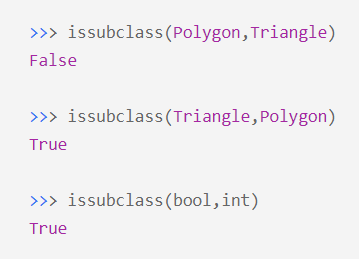 >>> issubclass(Polygon,Triangle)
False
>>> issubclass(Triangle,Polygon)
True
>>> issubclass(bool,int)
True